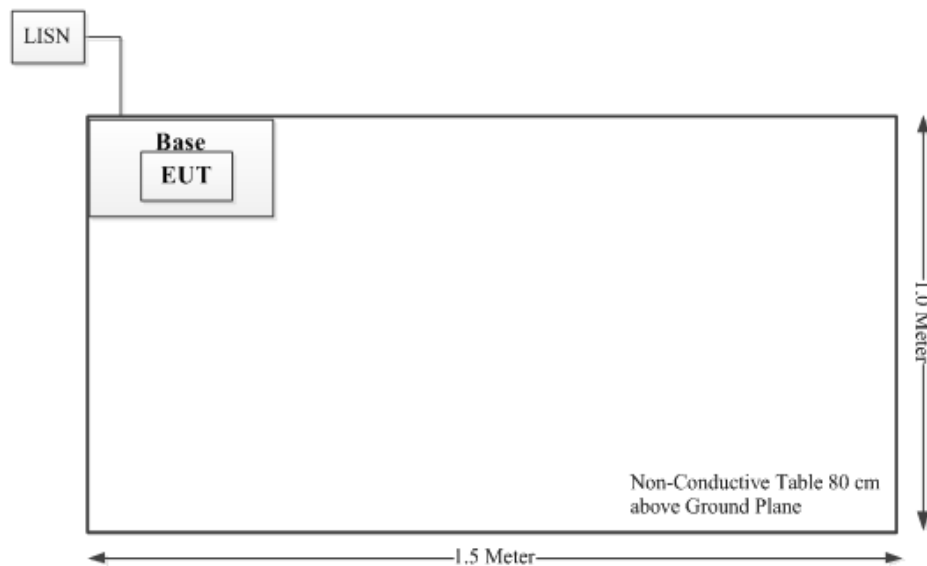 LISN
Base
EUT
1.0 Meter
Non-Conductive Table 80 cm
above Ground Plane
1.5 Meter